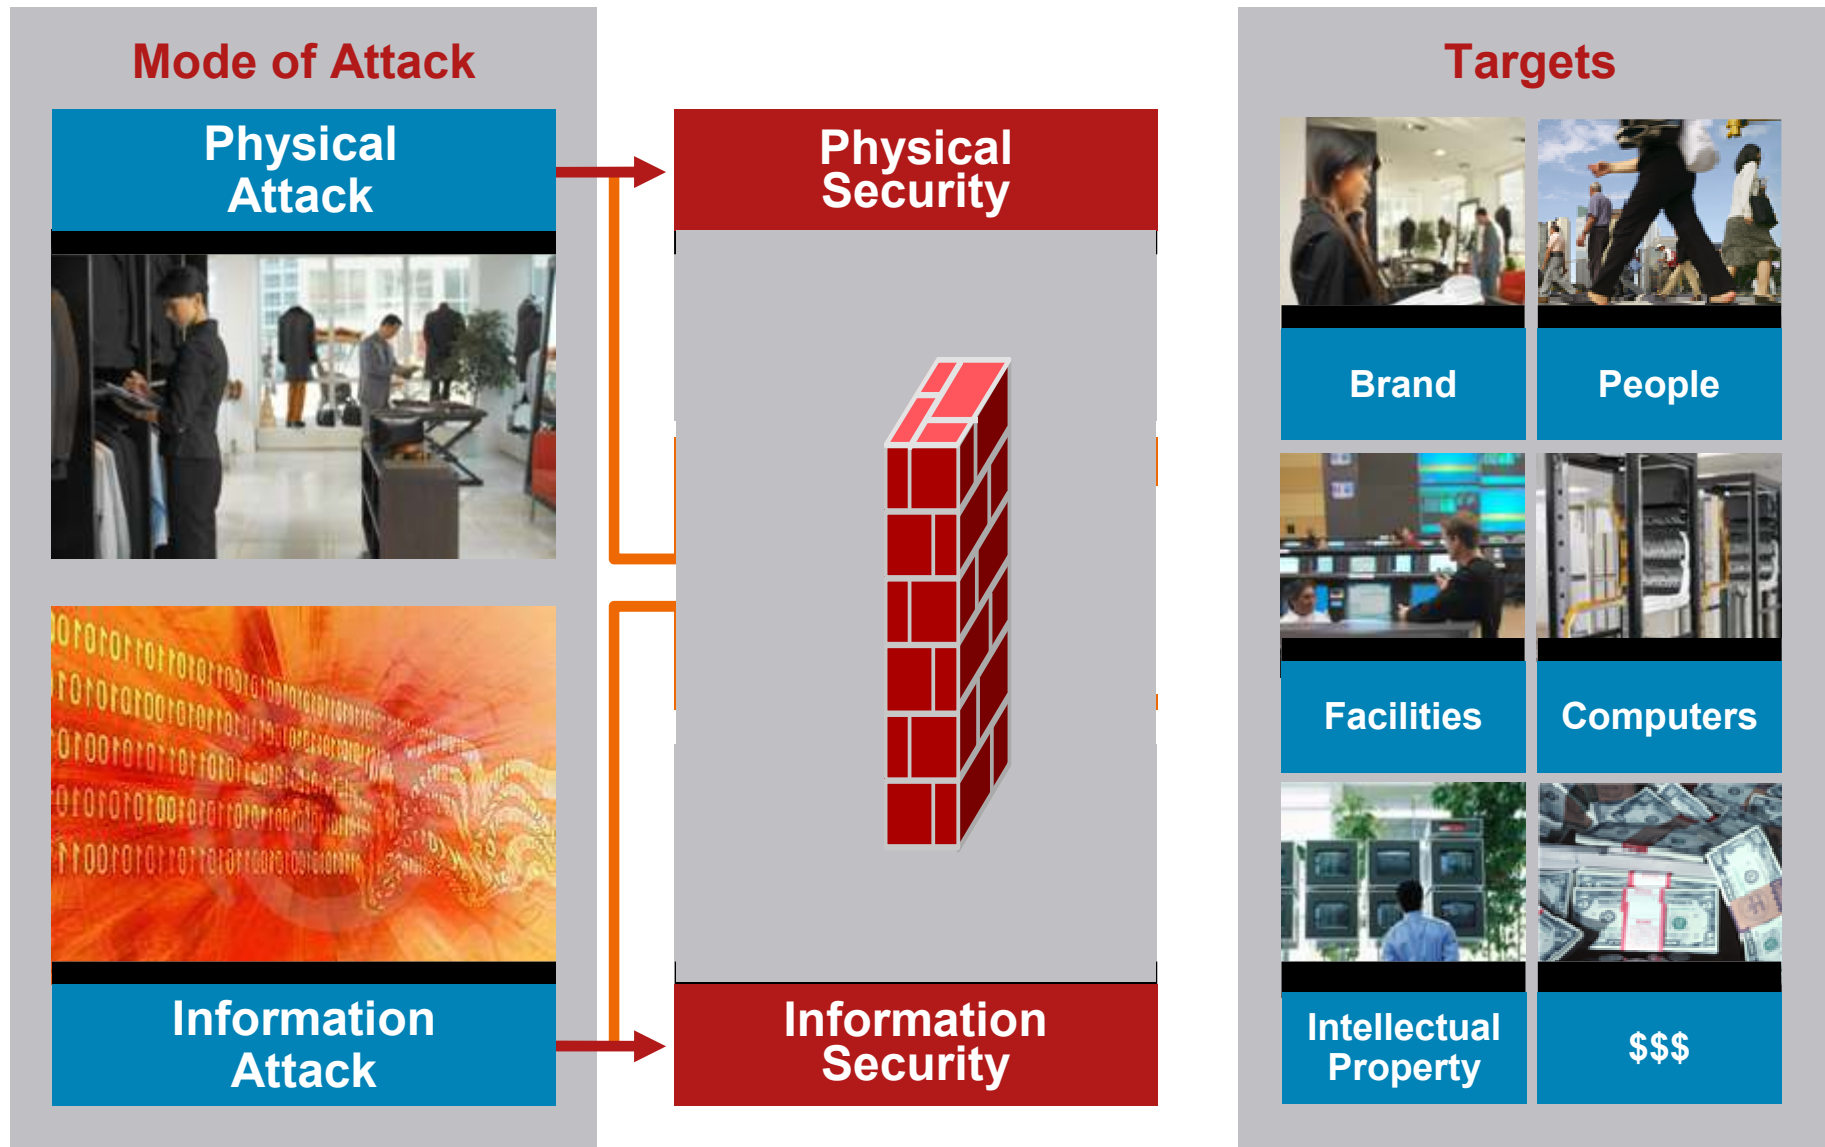 Mode of Attack
Physical
Attack
Information
Attack
Physical
Security
Information
Security
Targets
Brand
People
Facilities
Computers
Intellectual
Property
$$$